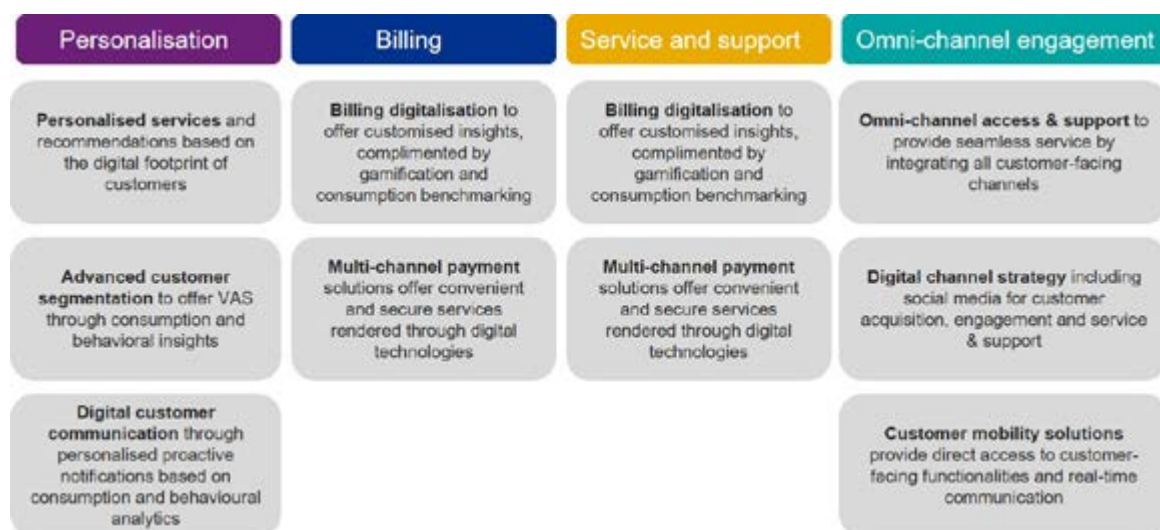 Personalisation
Billing
Service and support
Omni-channel engagement
Personalised services and
recommendations based on
the digital footprint of
customers
Billing digitalisation to
offer customised insights,
complimented by
gamification and
consumption benchmarking
Billing digitalisation to
offer customised insights,
complimented by
gamification and
consumption benchmarking
Omni-channel access & support to
provide seamless service by
integrating all customer-facing
channels
Advanced customer
segmentation to offer VAS
through consumption and
behavioral insights
Multi-channel payment
solutions offer convenient
and secure services
rendered through digital
technologies
Multi-channel payment
solutions offer convenient
and secure services
rendered through digital
technologies
Digital channel strategy including
social media for customer
acquisition, engagement and service
& support
Digital customer
communication through
personalised proactive
notifications based on
consumption and behavioural
analytics
Customer mobility solutions
provide direct access to customer-
facing functionalities and real-time
communication